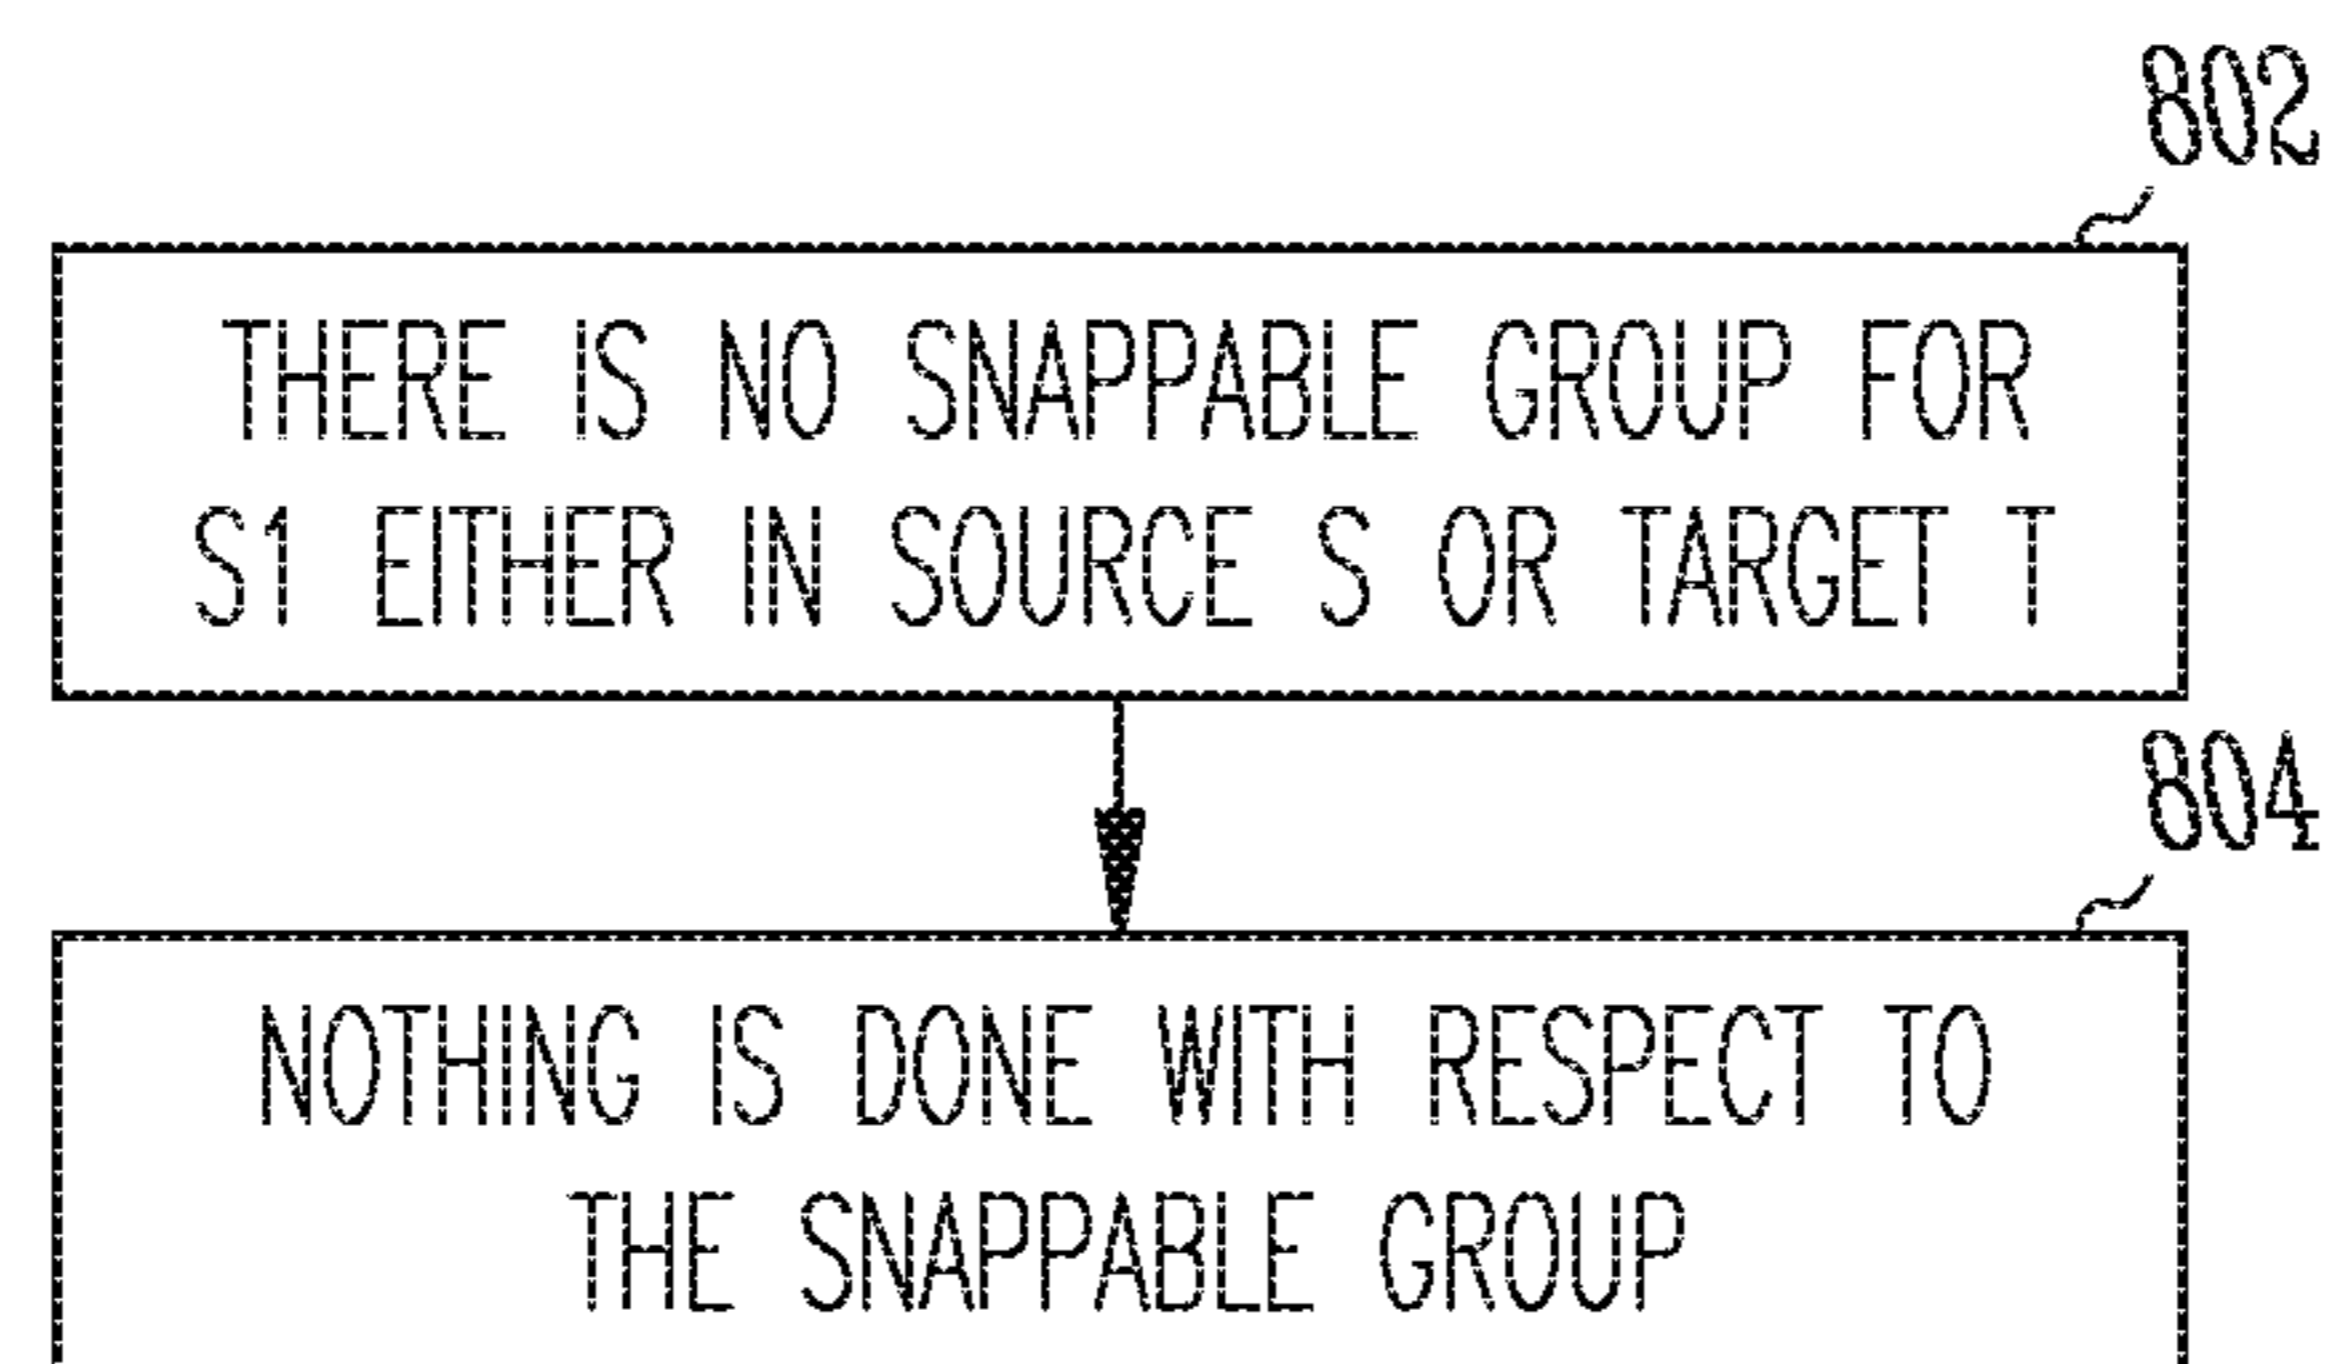 802
THERE IS NO SNAPPABLE GROUP FOR
S1 EITHER IN SOURCE S OR TARGET T
804
NOTHING IS DONE WITH RESPECT TO
THE SNAPPABLE GROUP